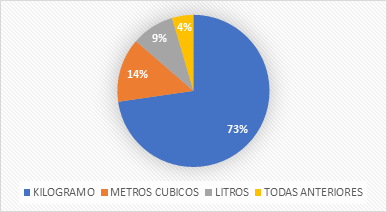 4%
9%
14%
73%
KILOGRAMO METROS CUBICOS LITROS TODAS ANTERIORES